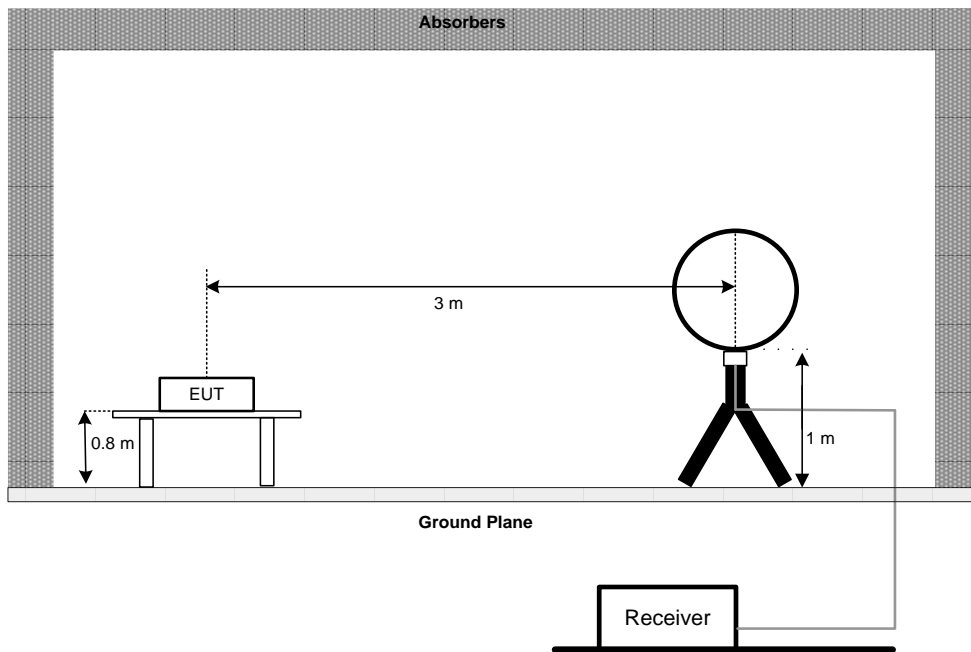 Absorbers
3 m
EUT
0.8 m
1 m
Ground Plane
Receiver